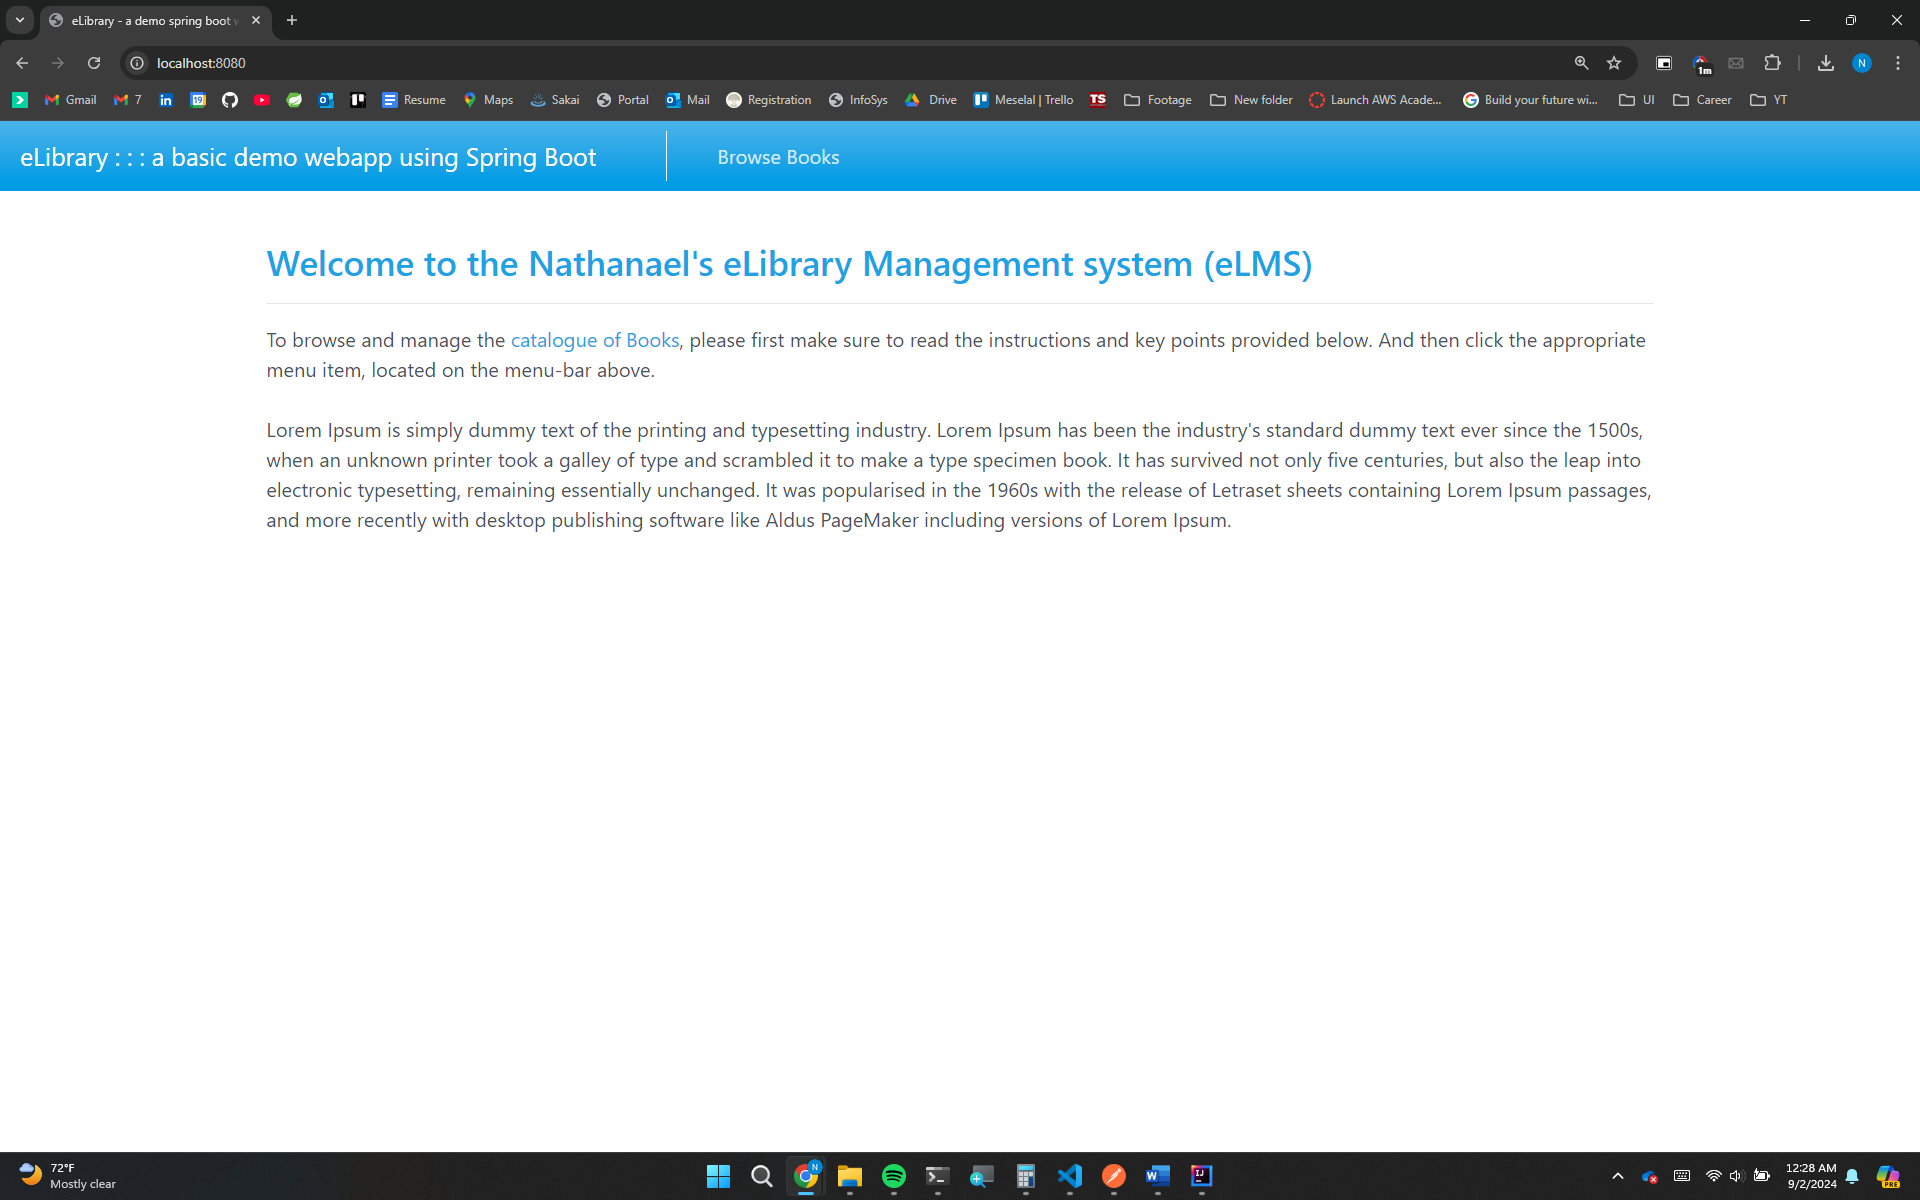 eLibrary - a demo spring boot
localhost:8080
1m
Gmail
7
in
19
Resume
Maps
Sakai
Portal
Mail
Registration
InfoSys
Drive
Meselal | Trello
TS
Footage
New folder
Launch AWS Acade...
Build your future wi...
UI
Career
YT
eLibrary : : : a basic demo webapp using Spring Boot
Browse Books
Welcome to the Nathanael's eLibrary Management system (eLMS)
To browse and manage the catalogue of Books, please first make sure to read the instructions and key points provided below. And then click the appropriate
menu item, located on the menu-bar above.
Lorem Ipsum is simply dummy text of the printing and typesetting industry. Lorem Ipsum has been the industry's standard dummy text ever since the 1500s,
when an unknown printer took a galley of type and scrambled it to make a type specimen book. It has survived not only five centuries, but also the leap into
electronic typesetting, remaining essentially unchanged. It was popularised in the 1960s with the release of Letraset sheets containing Lorem Ipsum passages,
and more recently with desktop publishing software like Aldus PageMaker including versions of Lorem Ipsum.
72°F
Mostly clear
N
W
IJ
12:28 AM
9/2/2024
PRE